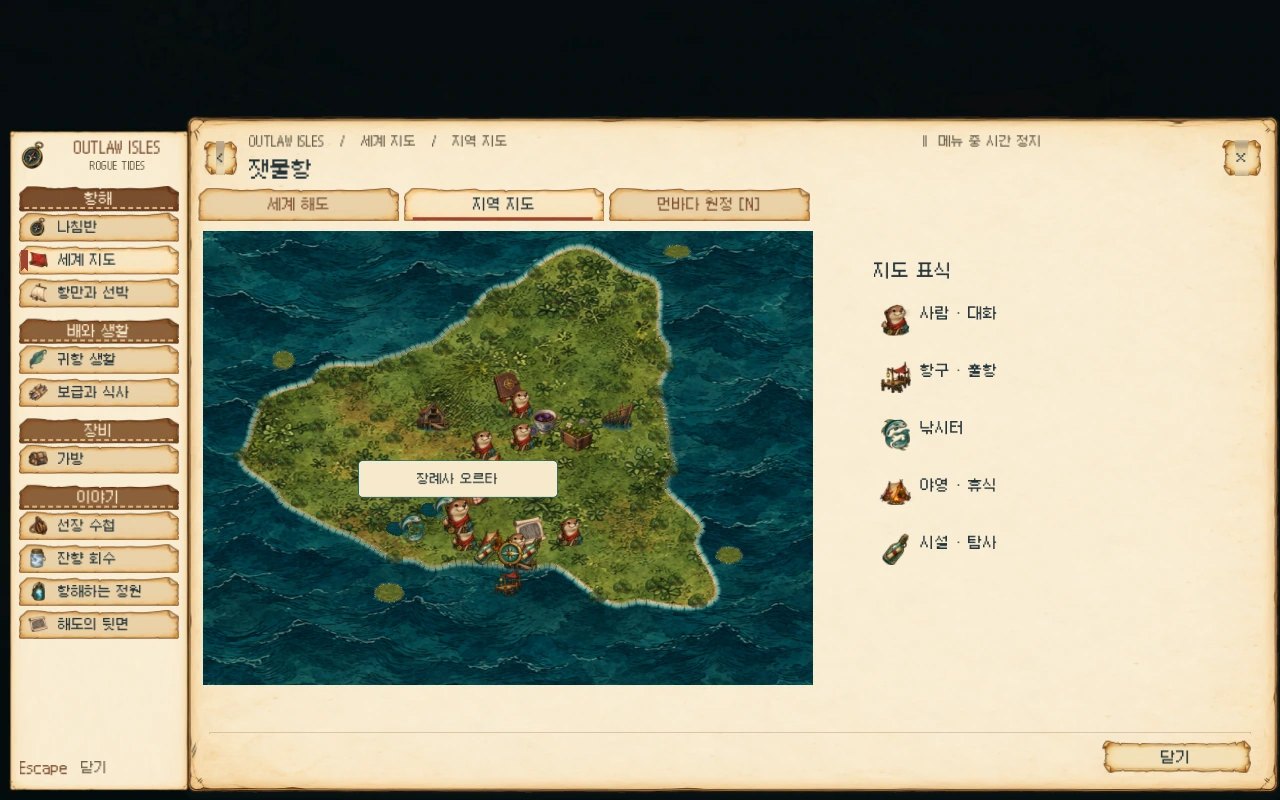 OUTLAW ISLES
ROGUE TIDES
항해
나침반
세계 지도
항만과 선박
배와 생활
귀항 생활
보급과 식사
장비
가방
이야기
선장 수첩
잔향 회수
항해하는 정원
해도의 뒷면
Escape 닫기
OUTLAW ISLES / 세계 지도 / 지역 지도
잿물항
‖ 메뉴 중 시간 정지
세계 해도
지역 지도
먼바다 원정 [N]
장례사 오르타
지도 표식
사람 · 대화
항구 · 출항
낚시터
야영 · 휴식
시설 · 탐사
닫기